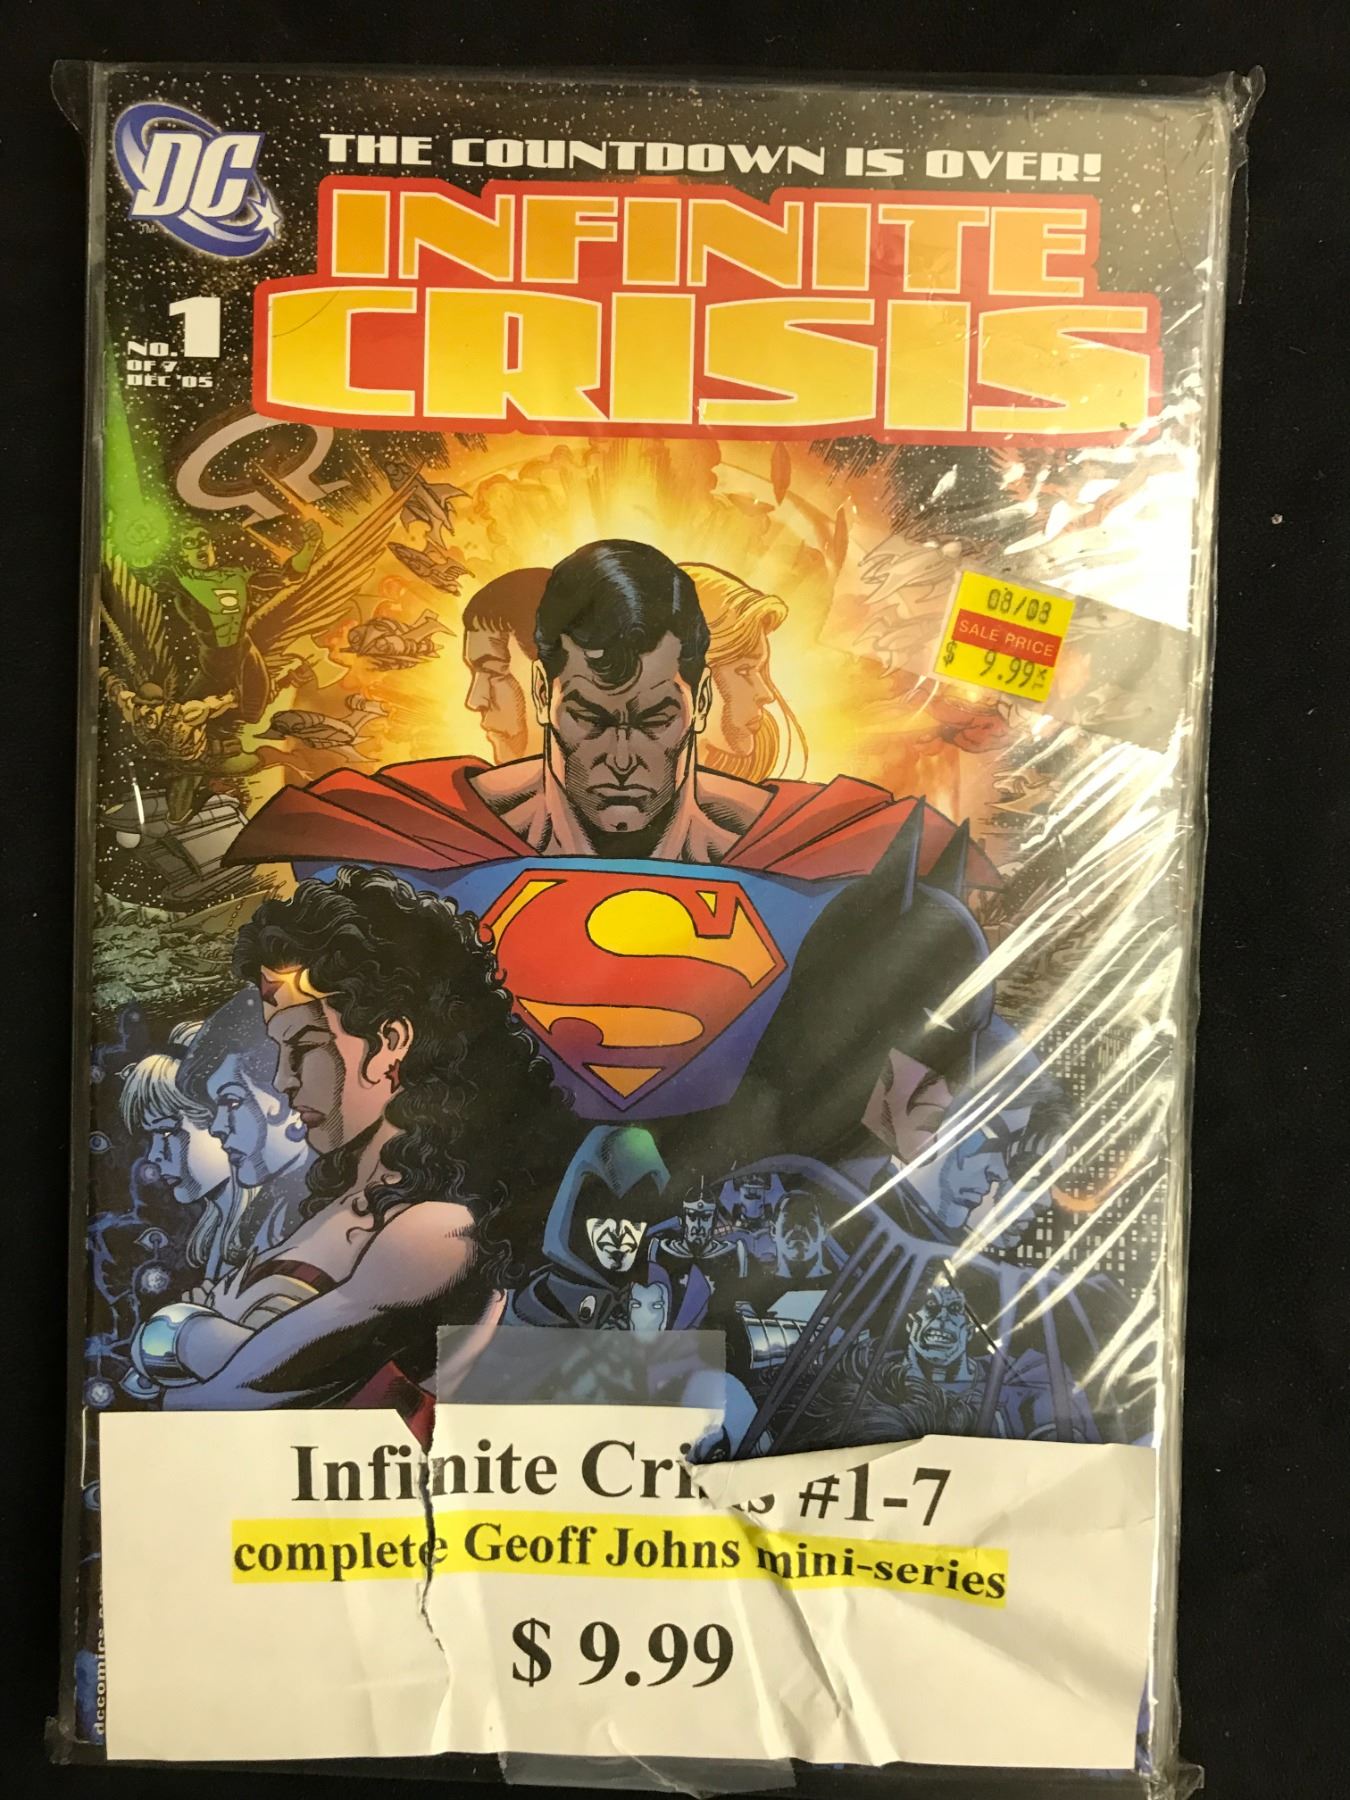 DC
TM
THE COUNTDOWN IS OVER!
INFINITE
CRISIS
NO. 1
OF 7
DEC '05
08/08
SALE PRICE
$ 9.99
S
Infinite #1-7
complete Geoff Johns mini-series
$ 9.99